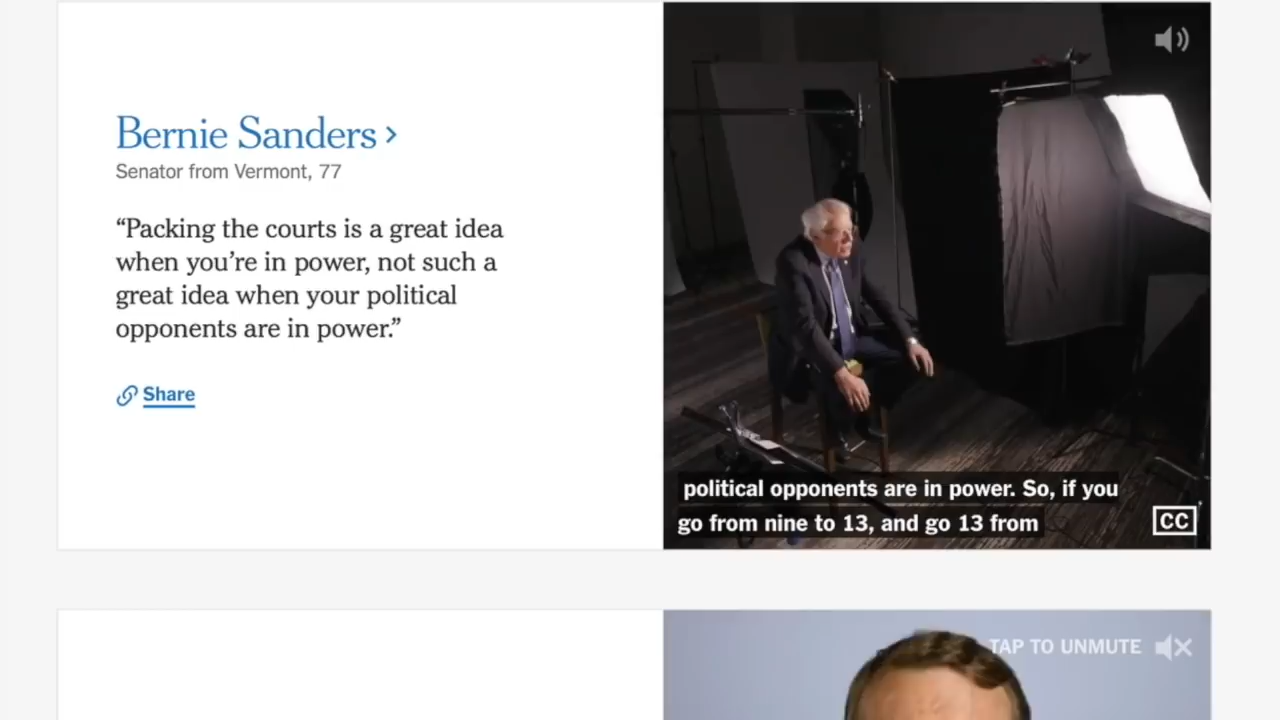 Bernie Sanders >
Senator from Vermont, 77
“Packing the courts is a great idea
when you’re in power, not such a
great idea when your political
opponents are in power.”
Share
political opponents are in power. So, if you
go from nine to 13, and go 13 from
CC
TAP TO UNMUTE